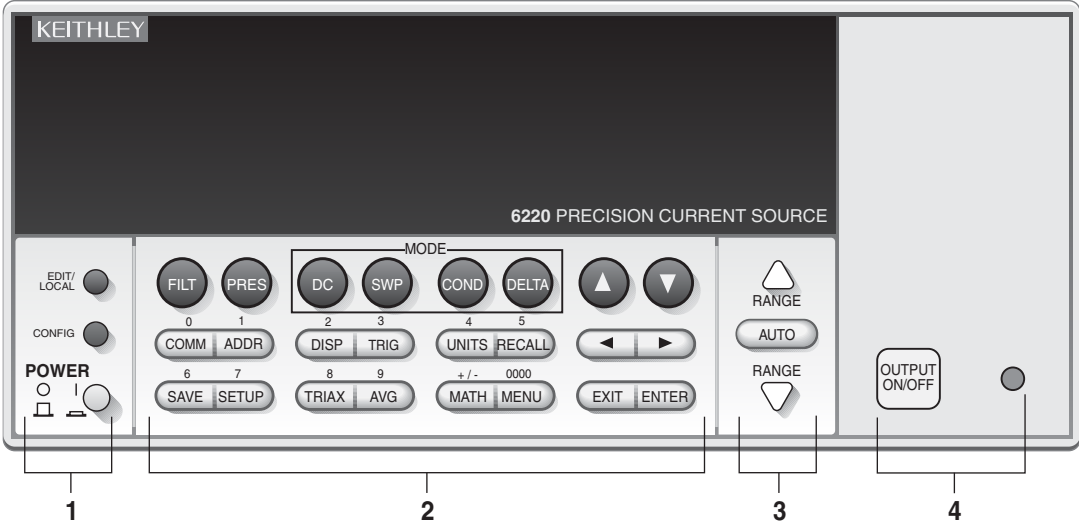 KEITHLEY
6220 PRECISION CURRENT SOURCE
MODE
EDIT/
LOCAL
FILT PRES DC SWP COND DELTA
RANGE
0 1 2 3 4 5
CONFIG
COMM ADDR DISP TRIG UNITS RECALL
AUTO
POWER
6 7 8 9 +/- 0000
RANGE
SAVE SETUP TRIAX AVG MATH MENU EXIT ENTER
OUTPUT
ON/OFF
1 2 3 4